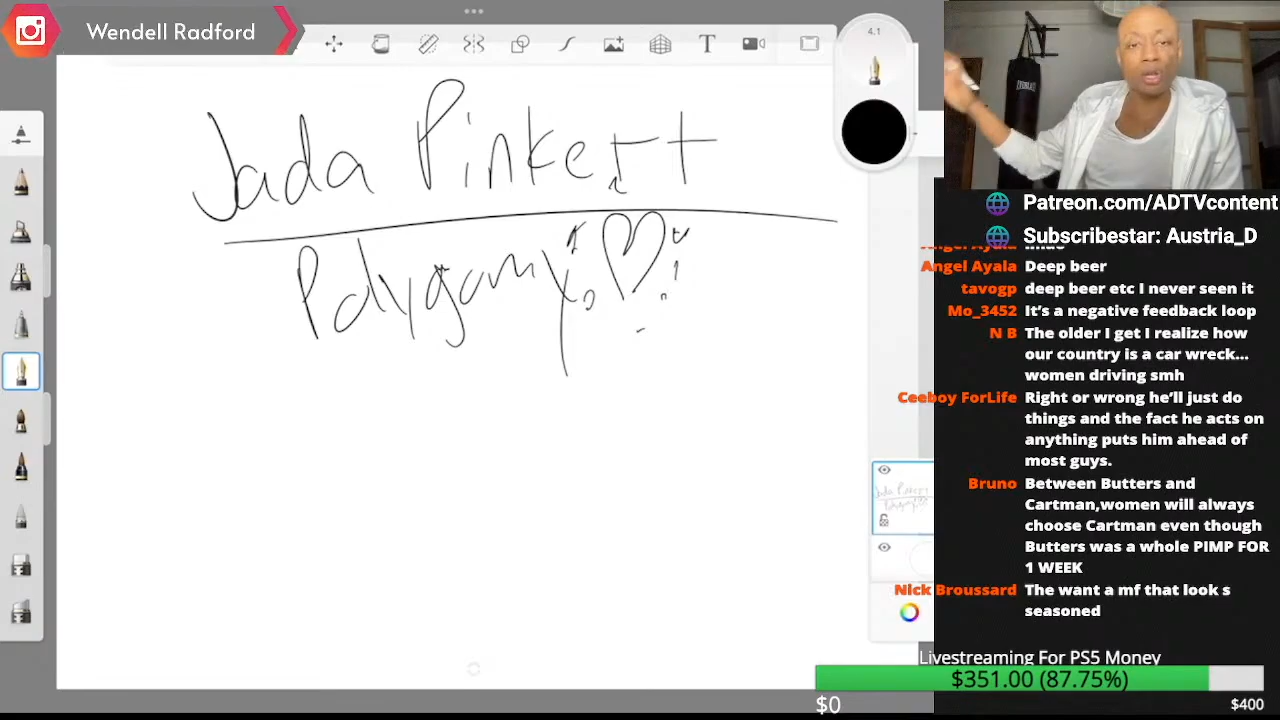 Wendell Radford
4.1
T
Jada Pinkett
Polygamy
EVERLAST
Patreon.com/ADTVcontent
Subscribestar: Austria_D
Angel Ayala Deep beer
tavogp deep beer etc I never seen it
Mo_3452 It’s a negative feedback loop
N B The older I get I realize how
our country is a car wreck...
women driving smh
Ceeboy ForLife Right or wrong he’ll just do
things and the fact he acts on
anything puts him ahead of
most guys.
Bruno Between Butters and
Cartman,women will always
choose Cartman even though
Butters was a whole PIMP FOR
1 WEEK
Nick Broussard The want a mf that look s
seasoned
Livestreaming For PS5 Money
$351.00 (87.75%)
$0
$400